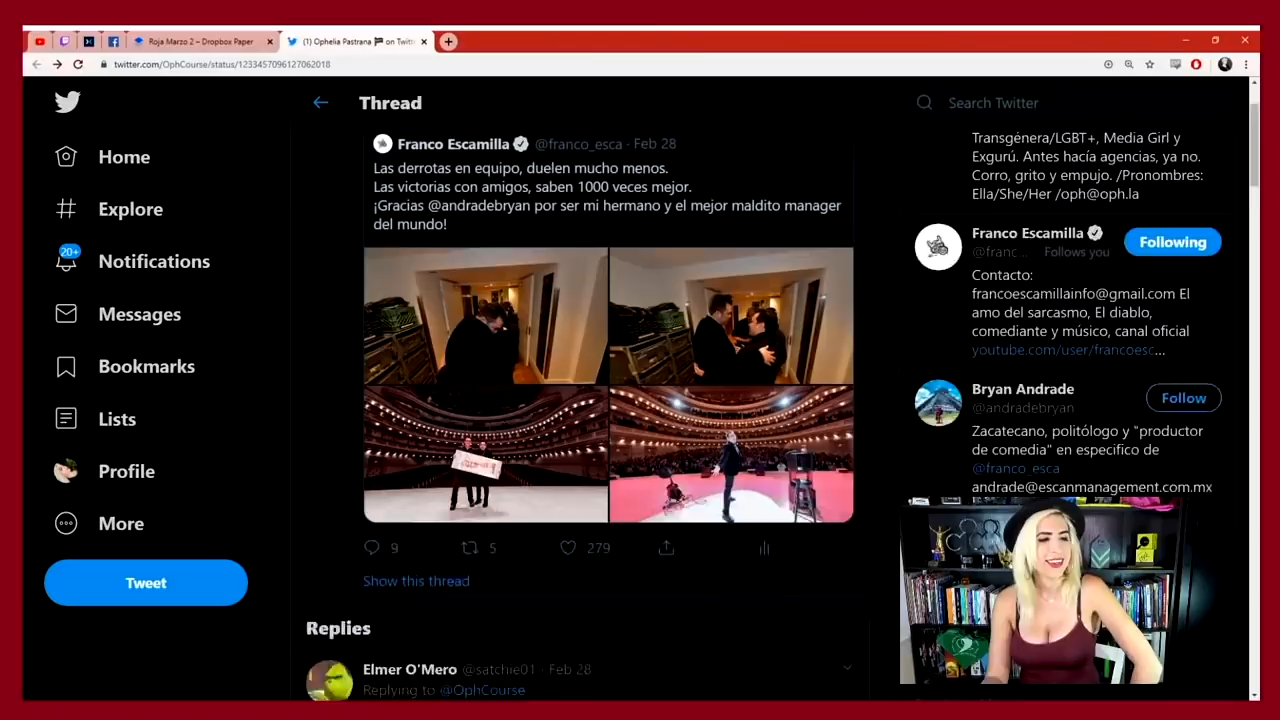 Roja Marzo 2 – Dropbox Paper
(1) Ophelia Pastrana on Twitt
twitter.com/OphCourse/status/1233457096127062018
Home
Explore
20+
Notifications
Messages
Bookmarks
Lists
Profile
More
Tweet
Thread
Franco Escamilla @franco_esca · Feb 28
Las derrotas en equipo, duelen mucho menos.
Las victorias con amigos, saben 1000 veces mejor.
¡Gracias @andradebryan por ser mi hermano y el mejor maldito manager
del mundo!
9
5
279
Show this thread
Replies
Elmer O'Mero @satchie01 · Feb 28
Replying to @OphCourse
Search Twitter
Transgénera/LGBT+, Media Girl y
Exgurú. Antes hacía agencias, ya no.
Corro, grito y empujo. /Pronombres:
Ella/She/Her /oph@oph.la
Franco Escamilla
@franc... Follows you
Following
Contacto:
francoescamillainfo@gmail.com El
amo del sarcasmo, El diablo,
comediante y músico, canal oficial
youtube.com/user/francoesc...
Bryan Andrade
@andradebryan
Follow
Zacatecano, politólogo y "productor
de comedia" en especifico de
@franco_esca
andrade@escanmanagement.com.mx